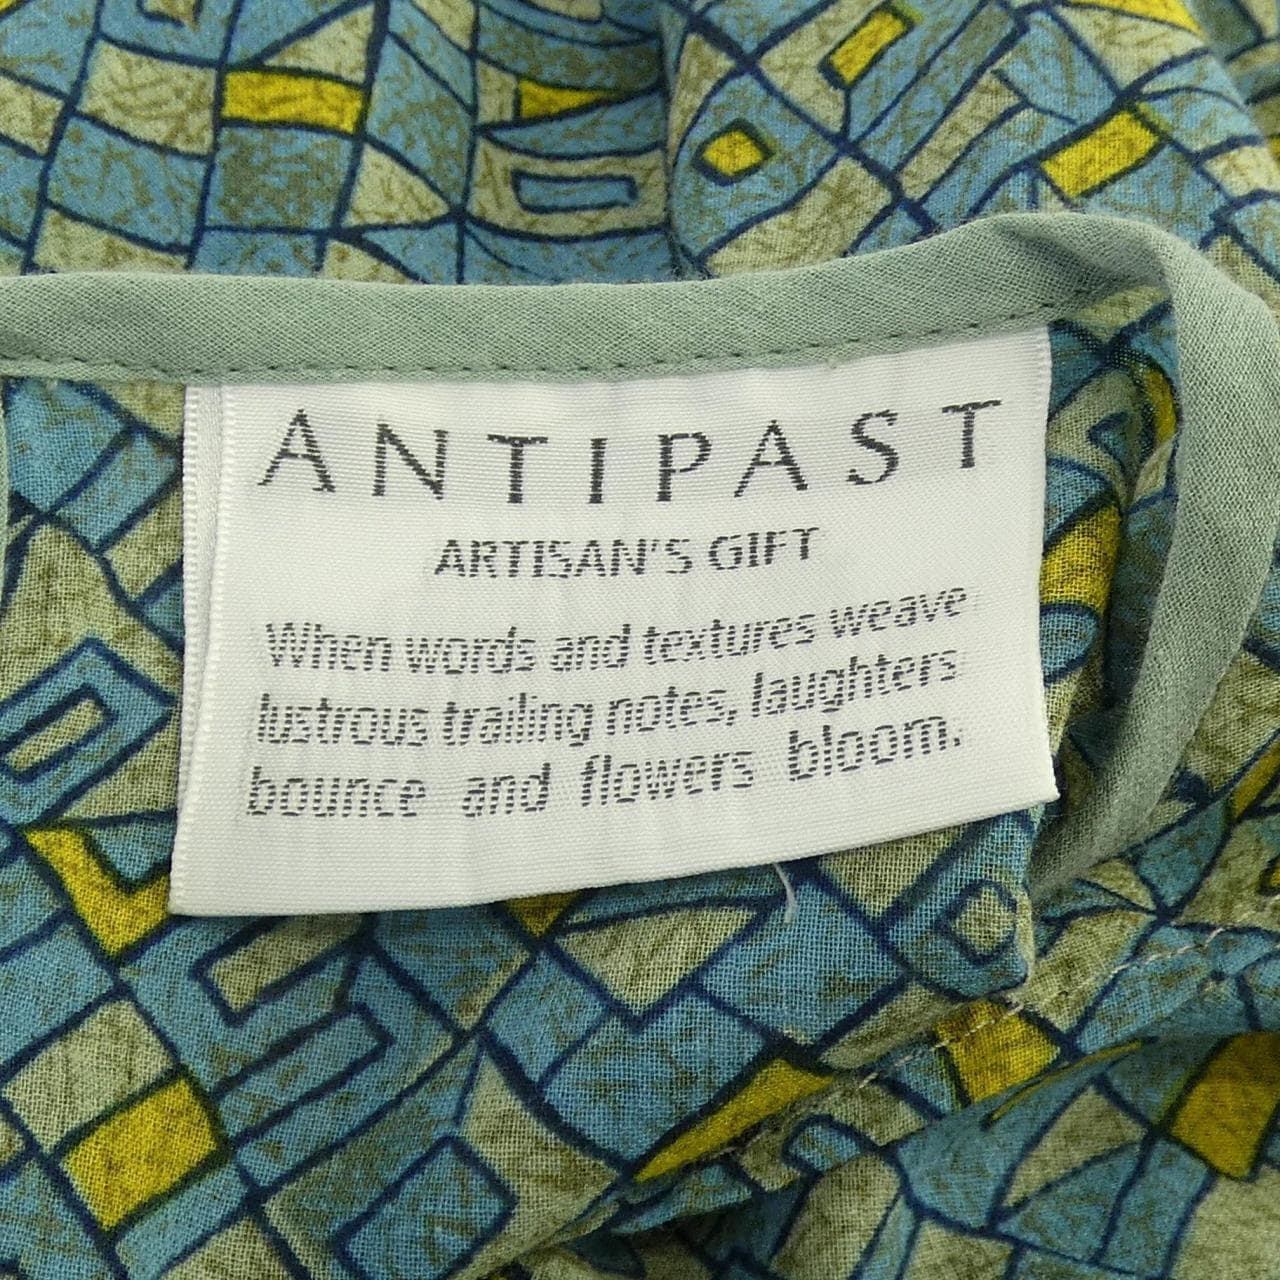 ANTIPAST
ARTISAN'S GIFT
When words and textures weave
lustrous trailing notes, laughters
bounce and flowers bloom.